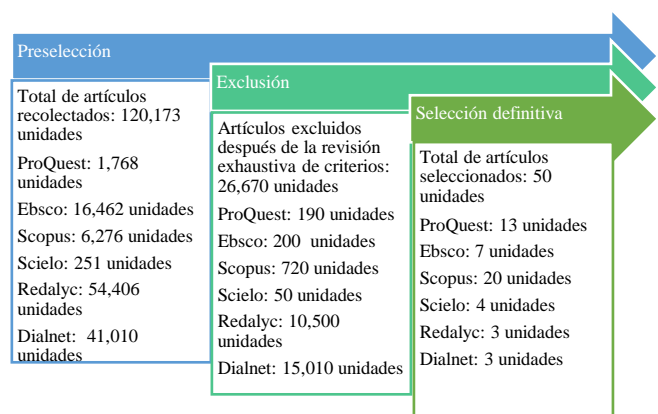 Preselección
Total de artículos
recolectados: 120,173
unidades
ProQuest: 1,768
unidades
Ebsco: 16,462 unidades
Scopus: 6,276 unidades
Scielo: 251 unidades
Redalyc: 54,406
unidades
Dialnet: 41,010
unidades
Exclusión
Artículos excluidos
después de la revisión
exhaustiva de criterios:
26,670 unidades
ProQuest: 190 unidades
Ebsco: 200 unidades
Scopus: 720 unidades
Scielo: 50 unidades
Redalyc: 10,500
unidades
Dialnet: 15,010 unidades
Selección definitiva
Total de artículos
seleccionados: 50
unidades
ProQuest: 13 unidades
Ebsco: 7 unidades
Scopus: 20 unidades
Scielo: 4 unidades
Redalyc: 3 unidades
Dialnet: 3 unidades